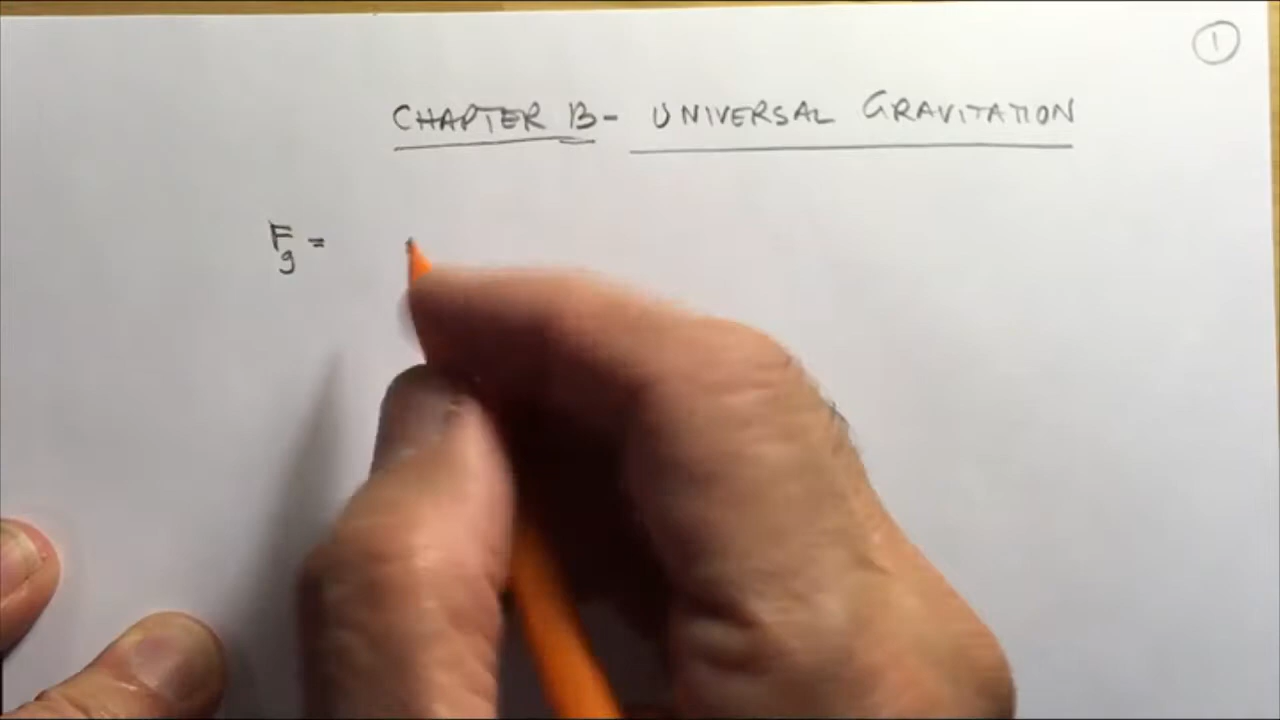 1
CHAPTER 13- UNIVERSAL GRAVITATION
Fg =